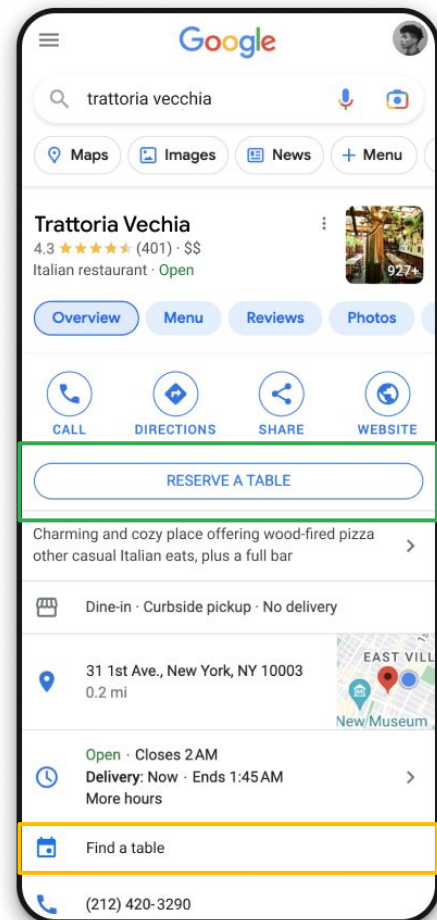 Google
trattoria vecchia
Maps
Images
News
+ Menu
Trattoria Vechia
4.3 (401) · $$
Italian restaurant · Open
927+
Overview
Menu
Reviews
Photos
CALL
DIRECTIONS
SHARE
WEBSITE
RESERVE A TABLE
Charming and cozy place offering wood-fired pizza
other casual Italian eats, plus a full bar
Dine-in · Curbside pickup · No delivery
31 1st Ave., New York, NY 10003
0.2 mi
EAST VILL
New Museum
Open · Closes 2 AM
Delivery: Now · Ends 1:45 AM
More hours
Find a table
(212) 420-3290